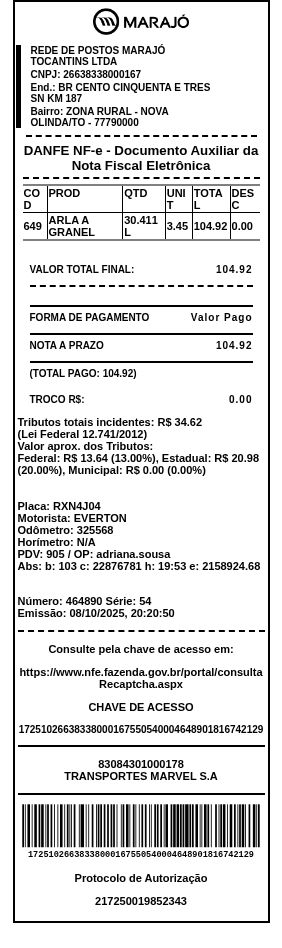 MARAJÓ
REDE DE POSTOS MARAJÓ
TOCANTINS LTDA
CNPJ: 26638338000167
End.: BR CENTO CINQUENTA E TRES
SN KM 187
Bairro: ZONA RURAL - NOVA
OLINDA/TO - 77790000
DANFE NF-e - Documento Auxiliar da
Nota Fiscal Eletrônica
CO PROD QTD UNI TOTA DES
D T L C
649 ARLA A 30.411 3.45 104.92 0.00
GRANEL L
VALOR TOTAL FINAL: 104.92
FORMA DE PAGAMENTO Valor Pago
NOTA A PRAZO 104.92
(TOTAL PAGO: 104.92)
TROCO R$: 0.00
Tributos totais incidentes: R$ 34.62
(Lei Federal 12.741/2012)
Valor aprox. dos Tributos:
Federal: R$ 13.64 (13.00%), Estadual: R$ 20.98
(20.00%), Municipal: R$ 0.00 (0.00%)
Placa: RXN4J04
Motorista: EVERTON
Odômetro: 325568
Horímetro: N/A
PDV: 905 / OP: adriana.sousa
Abs: b: 103 c: 22876781 h: 19:53 e: 2158924.68
Número: 464890 Série: 54
Emissão: 08/10/2025, 20:20:50
Consulte pela chave de acesso em:
https://www.nfe.fazenda.gov.br/portal/consulta
Recaptcha.aspx
CHAVE DE ACESSO
17251026638338000167550540004648901816742129
83084301000178
TRANSPORTES MARVEL S.A
17251026638338000167550540004648901816742129
Protocolo de Autorização
217250019852343